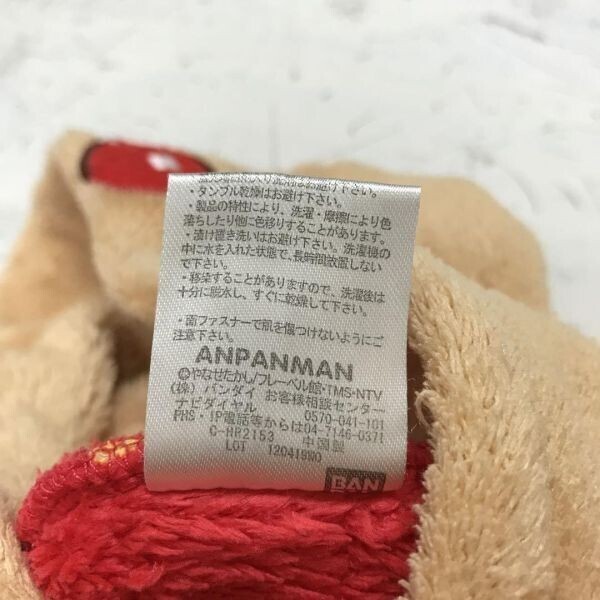 ・タンブル乾燥はお避け下さい。
・製品の特性により、洗濯・摩擦により色
落ちしたり他に色移りすることがあります。
・漬け置き洗いはお避け下さい。洗濯機の
中に水を入れた状態で、長時間放置しない
で下さい。
・移染することがありますので、洗濯後は
十分に脱水し、すぐに乾燥して下さい。
・面ファスナーで肌を傷つけないようにご
注意下さい。
ANPANMAN
©やなせたかし/フレーベル館・TMS・NTV
(株)バンダイ お客様相談センター
ナビダイヤル 0570-041-101
PHS・IP電話等からは04-7146-0371
C-HR2153 中国製
LOT 120419WO
BAN